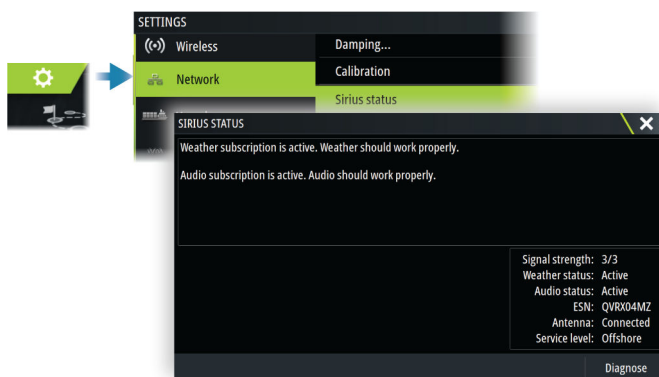 SETTINGS
Wireless
Damping...
Network
Calibration
Sirius status
SIRIUS STATUS
Weather subscription is active. Weather should work properly.
Audio subscription is active. Audio should work properly.
Signal strength: 3/3
Weather status: Active
Audio status: Active
ESN: QVRX04MZ
Antenna: Connected
Service level: Offshore
Diagnose